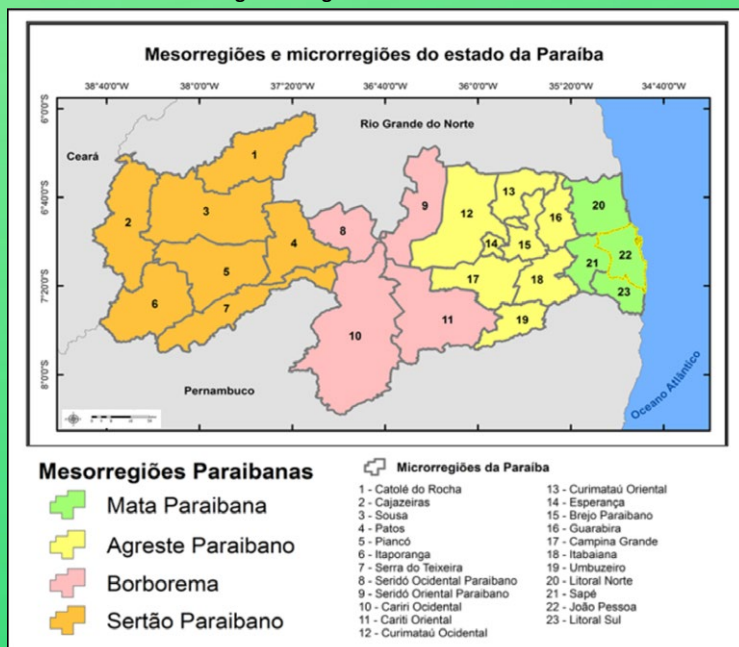 Mesorregiões e microrregiões do estado da Paraíba
38°40'0"W 38°0'0"W 37°20'0"W 36°40'0"W 36°0'0"W 35°20'0"W 34°40'0"W
6°0'0"S
6°40'0"S
7°20'0"S
8°0'0"S
Rio Grande do Norte
Ceará
Pernambuco
Oceano Atlântico
1
2
3
4
5
6
7
8
9
10
11
12
13
14
15
16
17
18
19
20
21
22
23
Mesorregiões Paraibanas
Mata Paraibana
Agreste Paraibano
Borborema
Sertão Paraibano
Microrregiões da Paraíba
1 - Catolé do Rocha
2 - Cajazeiras
3 - Sousa
4 - Patos
5 - Piancó
6 - Itaporanga
7 - Serra do Teixeira
8 - Seridó Ocidental Paraibano
9 - Seridó Oriental Paraibano
10 - Cariri Ocidental
11 - Cariti Oriental
12 - Curimataú Ocidental
13 - Curimataú Oriental
14 - Esperança
15 - Brejo Paraibano
16 - Guarabira
17 - Campina Grande
18 - Itabaiana
19 - Umbuzeiro
20 - Litoral Norte
21 - Sapé
22 - João Pessoa
23 - Litoral Sul